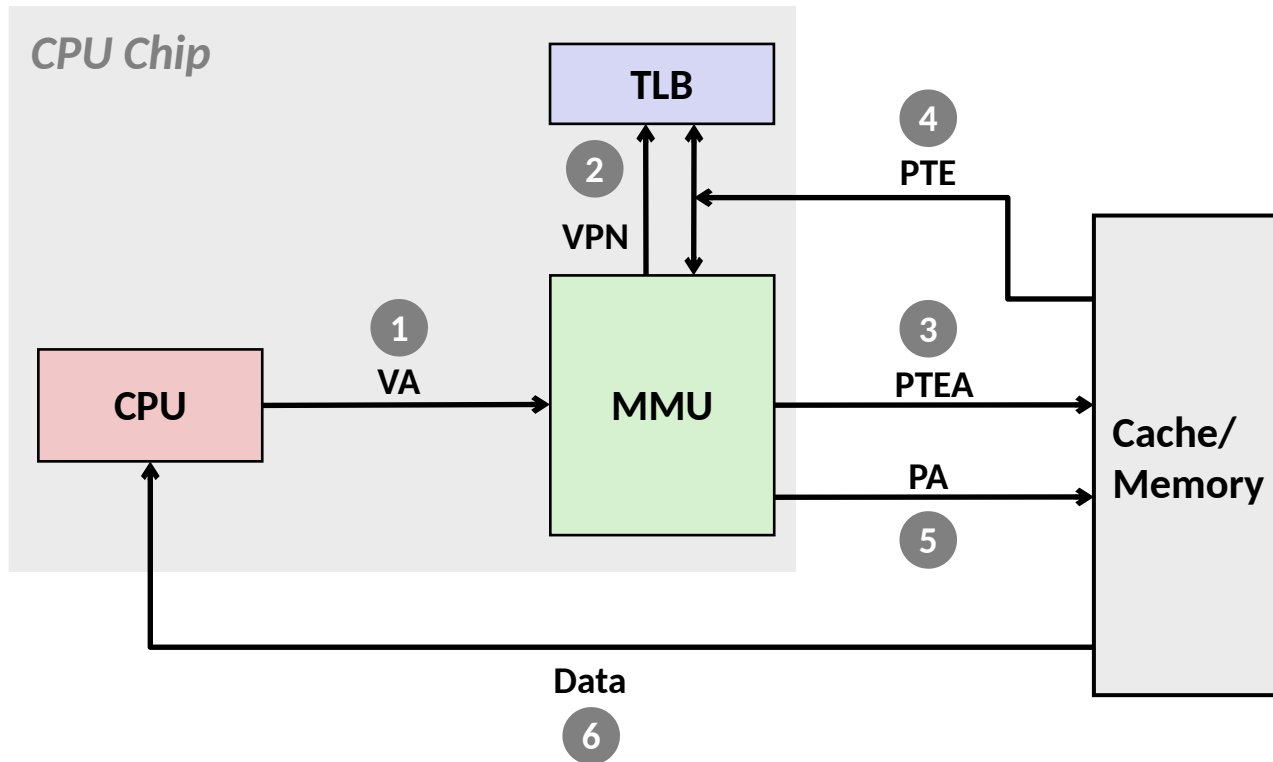 CPU Chip
TLB
4
PTE
2
VPN
1
VA
3
PTEA
CPU
MMU
Cache/
Memory
PA
5
Data
6